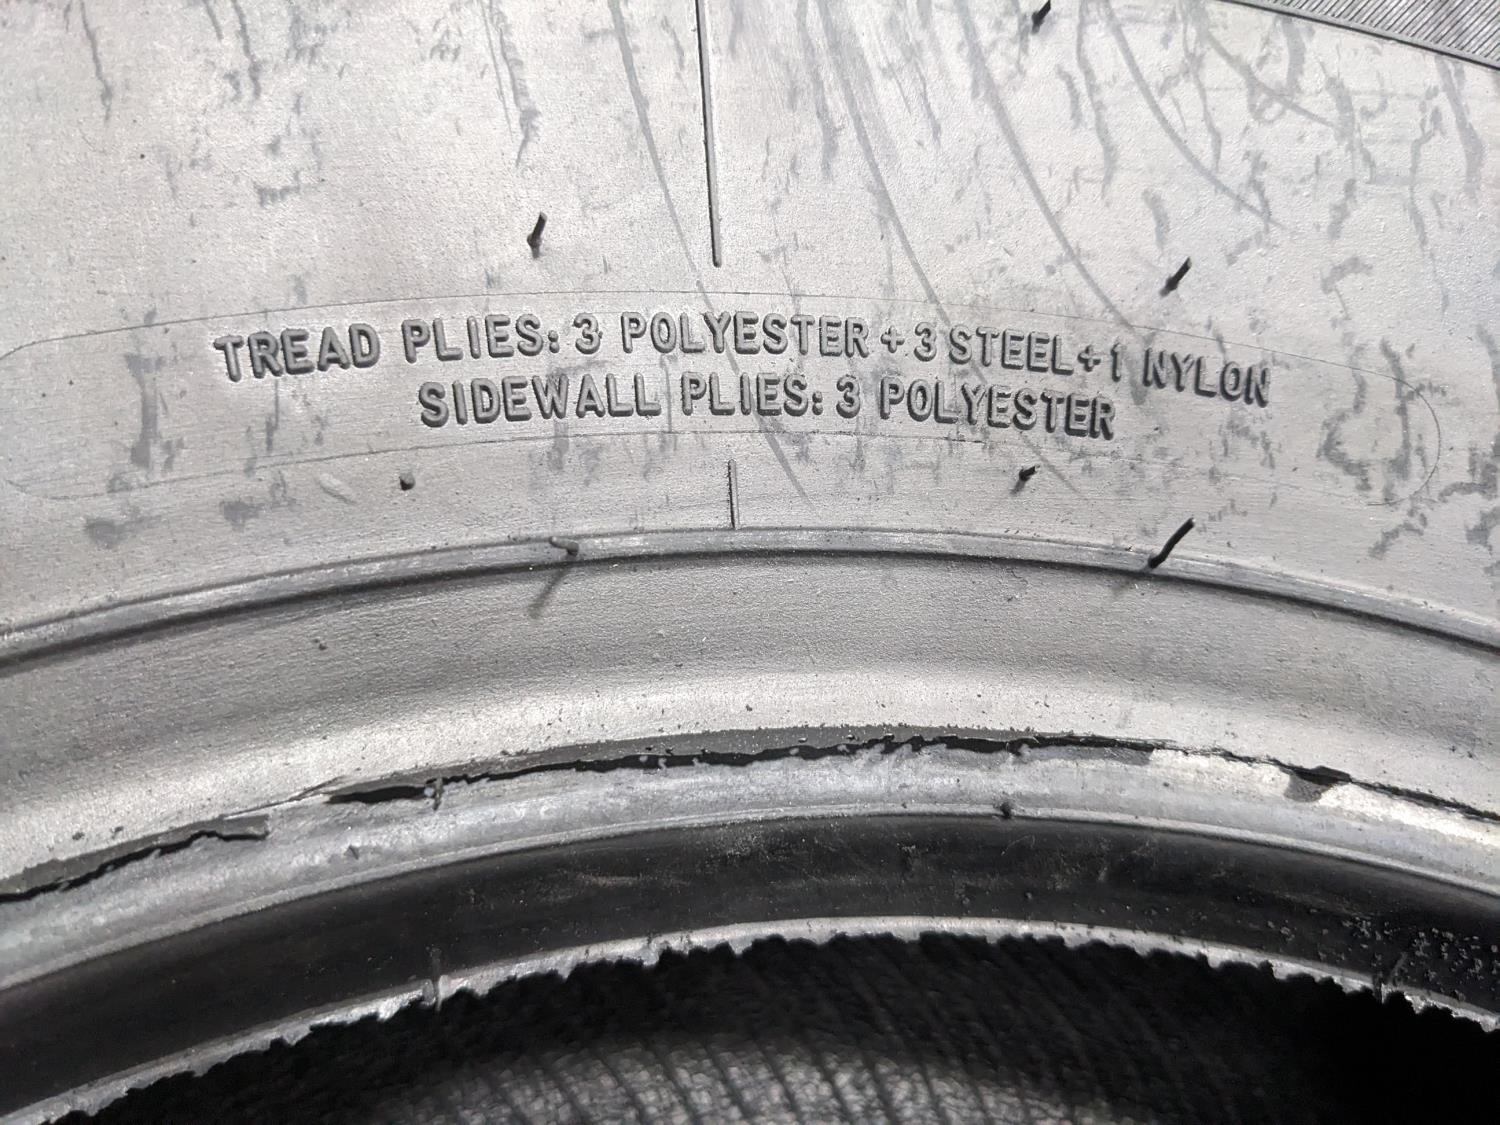 TREAD PLIES: 3 POLYESTER + 3 STEEL + 1 NYLON
SIDEWALL PLIES: 3 POLYESTER